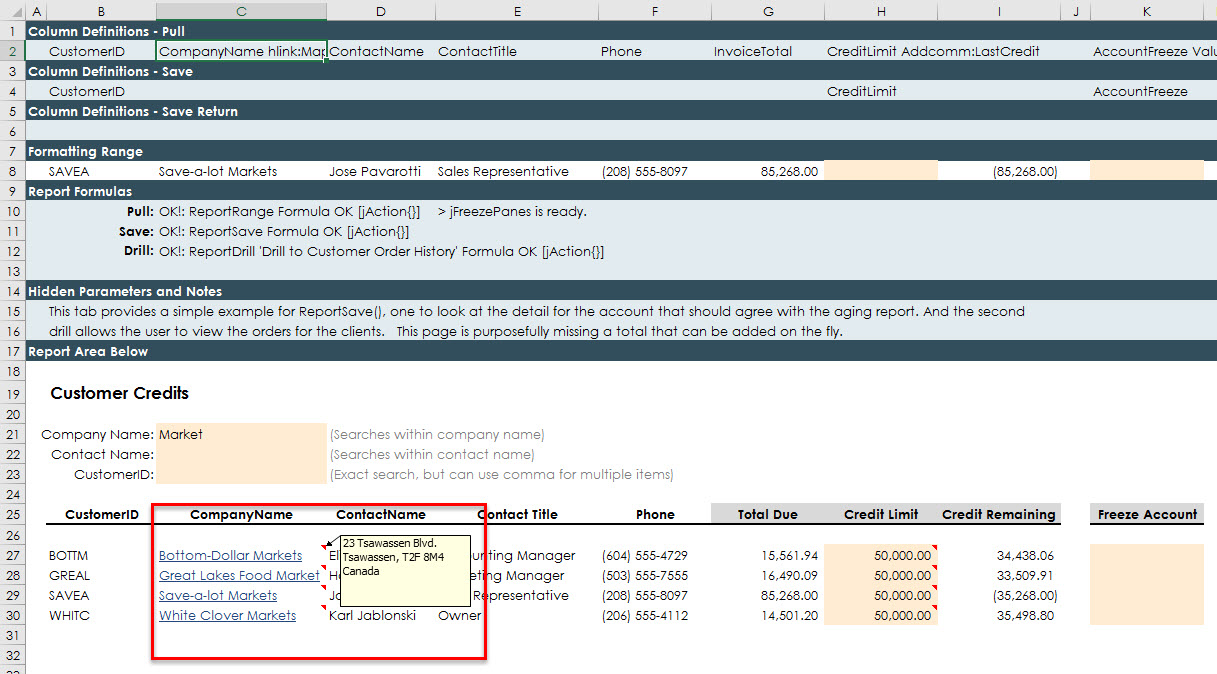 A B C D E F G H I J K
1 Column Definitions - Pull
2 CustomerID CompanyName hlink:Map ContactName ContactTitle Phone InvoiceTotal CreditLimit Addcomm:LastCredit AccountFreeze Valu
3 Column Definitions - Save
4 CustomerID CreditLimit AccountFreeze
5 Column Definitions - Save Return
6
7 Formatting Range
8 SAVEA Save-a-lot Markets Jose Pavarotti Sales Representative (208) 555-8097 85,268.00 (85,268.00)
9 Report Formulas
10 Pull: OK!: ReportRange Formula OK [jAction{}] > jFreezePanes is ready.
11 Save: OK!: ReportSave Formula OK [jAction{}]
12 Drill: OK!: ReportDrill 'Drill to Customer Order History' Formula OK [jAction{}]
13
14 Hidden Parameters and Notes
15 This tab provides a simple example for ReportSave(), one to look at the detail for the account that should agree with the aging report. And the second
16 drill allows the user to view the orders for the clients. This page is purposefully missing a total that can be added on the fly.
17 Report Area Below
18
19 Customer Credits
20
21 Company Name: Market (Searches within company name)
22 Contact Name: (Searches within contact name)
23 CustomerID: (Exact search, but can use comma for multiple items)
24
25 CustomerID CompanyName ContactName Contact Title Phone Total Due Credit Limit Credit Remaining Freeze Account
26
23 Tsawassen Blvd.
Tsawassen, T2F 8M4
Canada
27 BOTTM Bottom-Dollar Markets El unting Manager (604) 555-4729 15,561.94 50,000.00 34,438.06
28 GREAL Great Lakes Food Market H eting Manager (503) 555-7555 16,490.09 50,000.00 33,509.91
29 SAVEA Save-a-lot Markets Jo Representative (208) 555-8097 85,268.00 50,000.00 (35,268.00)
30 WHITC White Clover Markets Karl Jablonski Owner (206) 555-4112 14,501.20 50,000.00 35,498.80
31
32